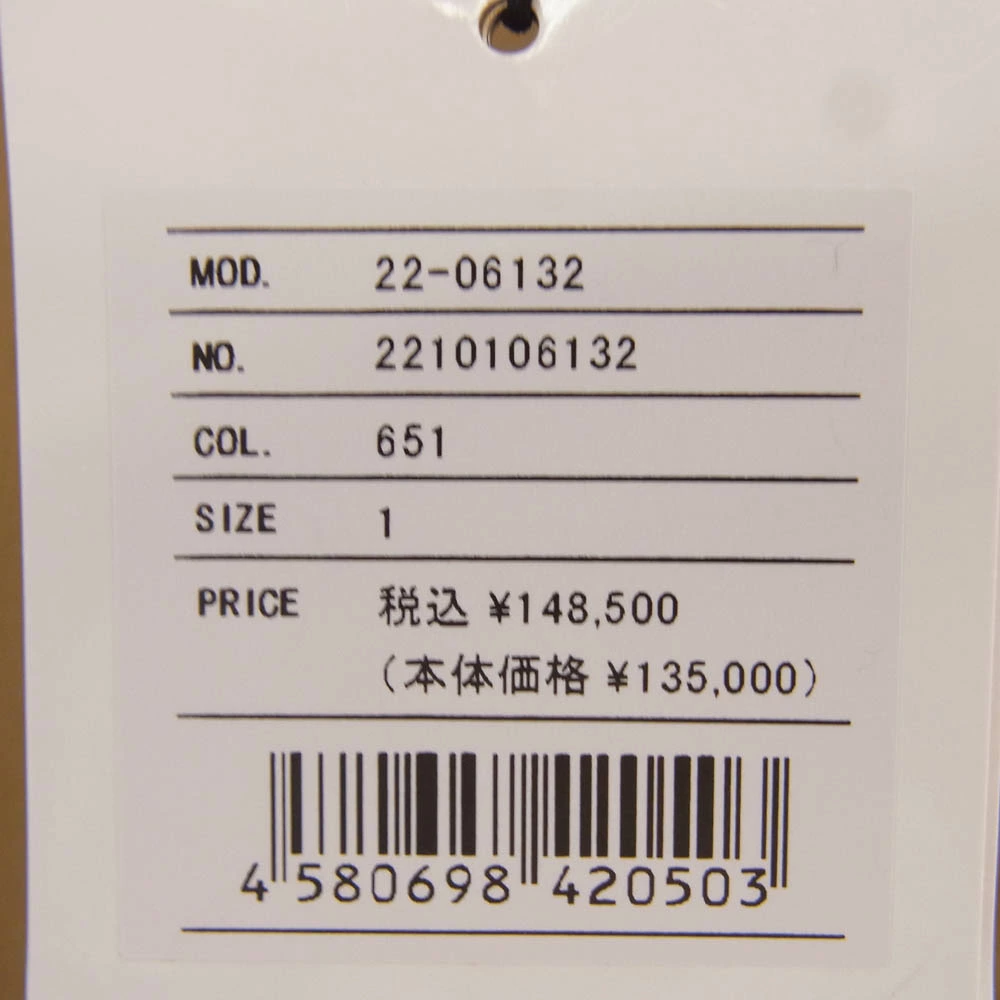 MOD. 22-06132
NO. 2210106132
COL. 651
SIZE 1
PRICE 税込 ¥148,500
(本体価格 ¥135,000)
4 580698 420503